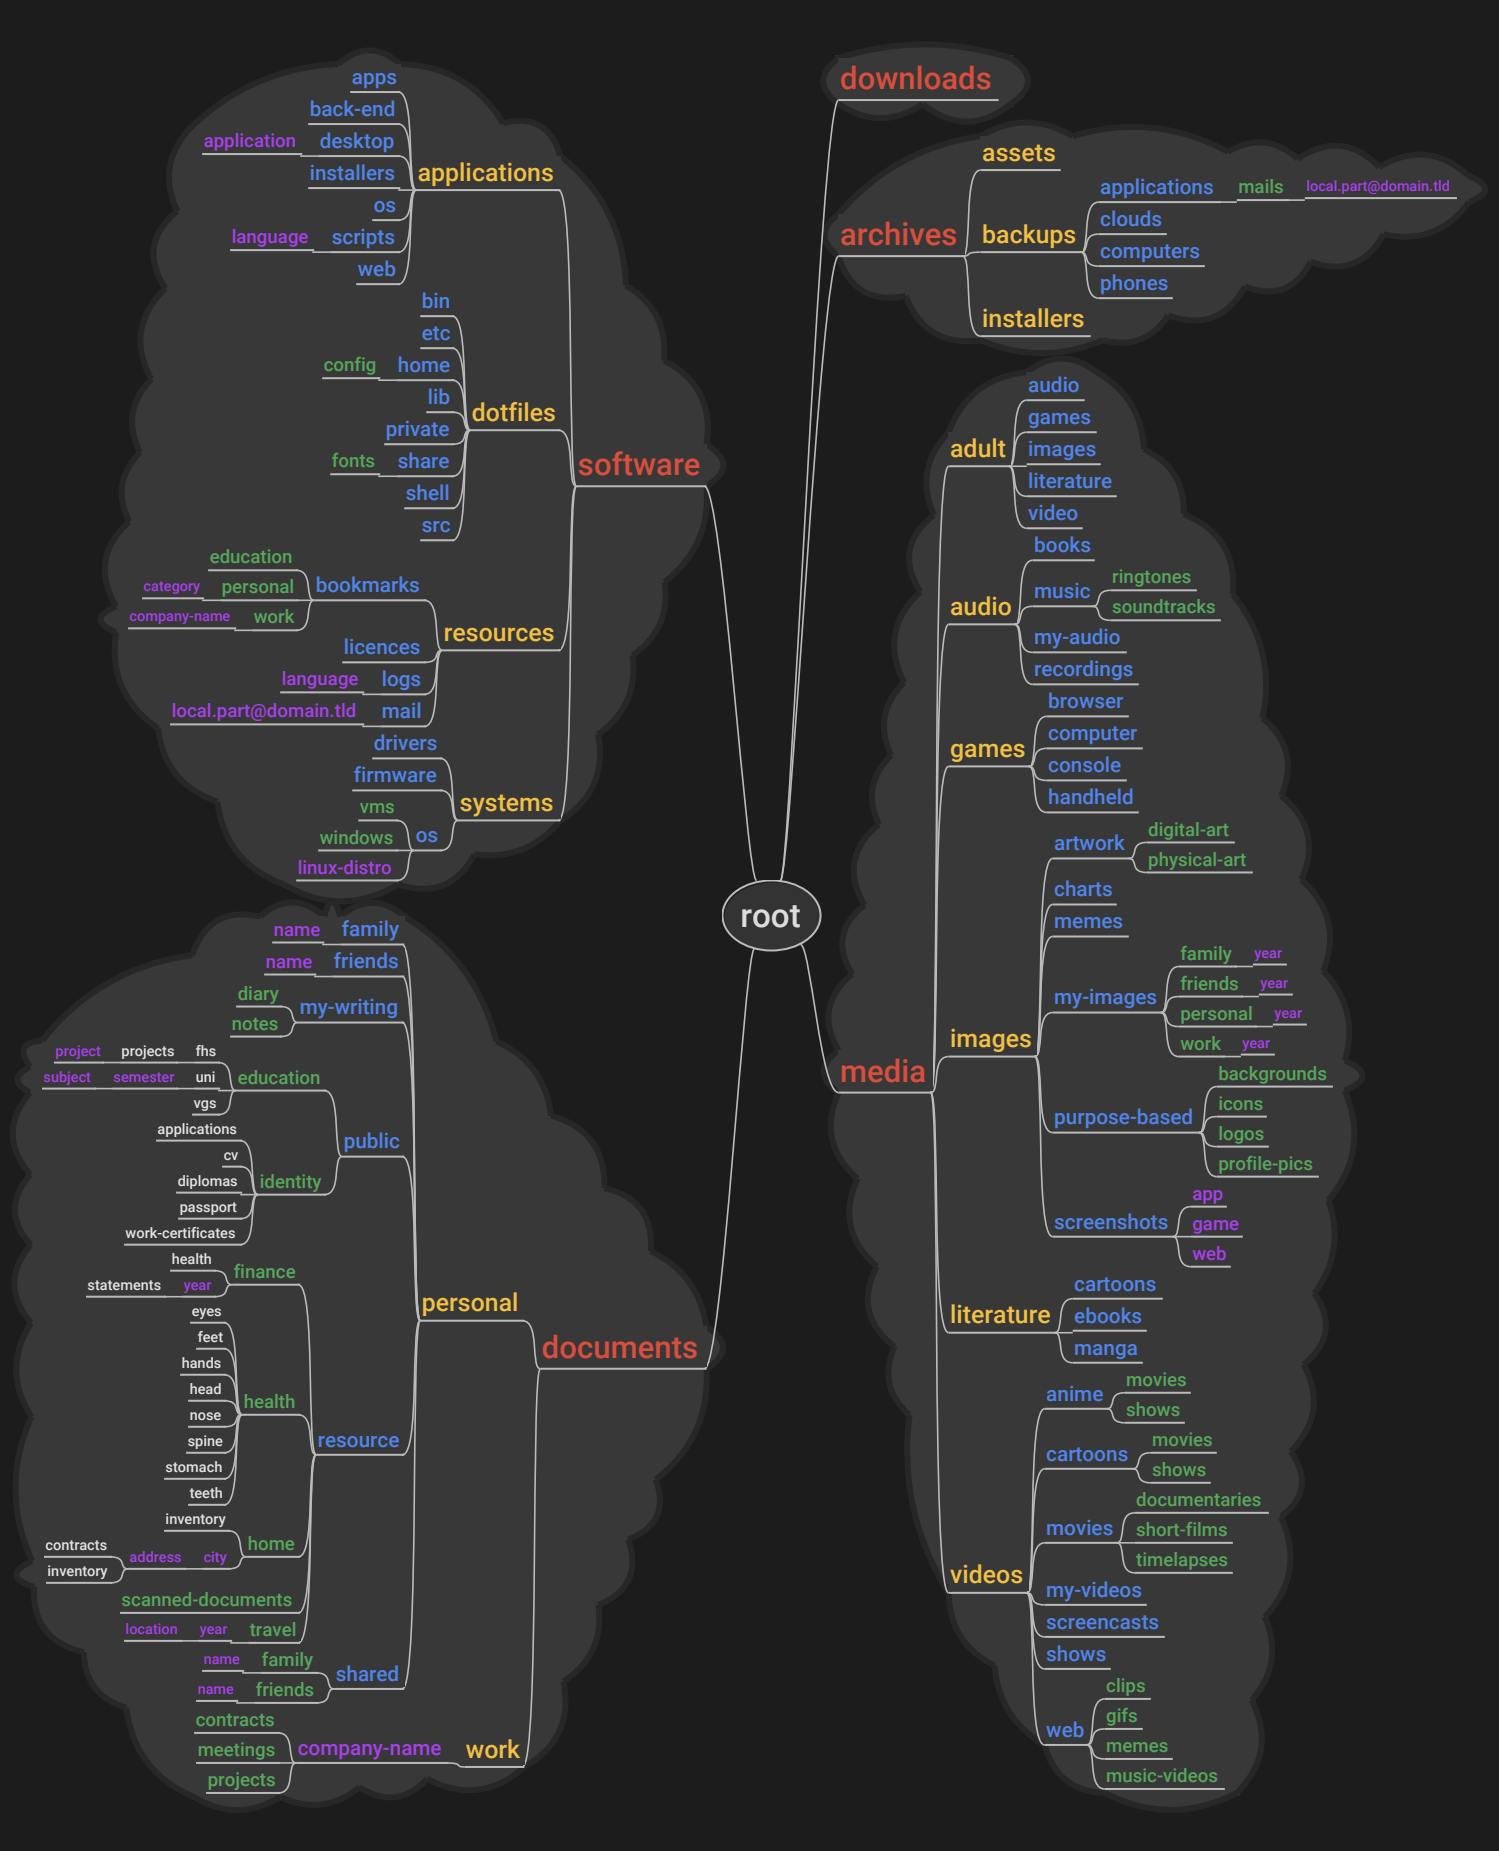 root
downloads
archives
assets
backups
applications mails local.part@domain.tld
clouds
computers
phones
installers
media
adult
audio
games
images
literature
video
audio
books
music
ringtones
soundtracks
my-audio
recordings
games
browser
computer
console
handheld
images
artwork
digital-art
physical-art
charts
memes
my-images
family year
friends year
personal year
work year
purpose-based
backgrounds
icons
logos
profile-pics
screenshots
app
game
web
literature
cartoons
ebooks
manga
videos
anime
movies
shows
cartoons
movies
shows
movies
documentaries
short-films
timelapses
my-videos
screencasts
shows
web
clips
gifs
memes
music-videos
software
applications
apps
back-end
application desktop
installers
os
language scripts
web
dotfiles
bin
etc
config home
lib
private
fonts share
shell
src
resources
bookmarks
education
category personal
company-name work
licences
language logs
local.part@domain.tld mail
systems
drivers
firmware
os
vms
windows
linux-distro
documents
personal
name family
name friends
my-writing
diary
notes
public
education
project projects fhs
subject semester uni
vgs
identity
applications
cv
diplomas
passport
work-certificates
resource
finance
health
statements year
health
eyes
feet
hands
head
nose
spine
stomach
teeth
home
inventory
address city
contracts
inventory
scanned-documents
location year travel
shared
name family
name friends
company-name work
contracts
meetings
projects